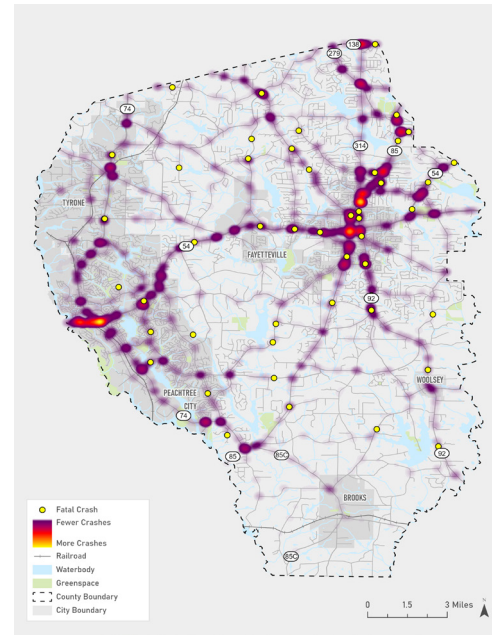 138
279
74
314
85
54
TYRONE
54
FAYETTEVILLE
92
WOOLSEY
PEACHTREE
CITY
74
85
85C
92
BROOKS
85C
Fatal Crash
Fewer Crashes
More Crashes
Railroad
Waterbody
Greenspace
County Boundary
City Boundary
0 1.5 3 Miles
N